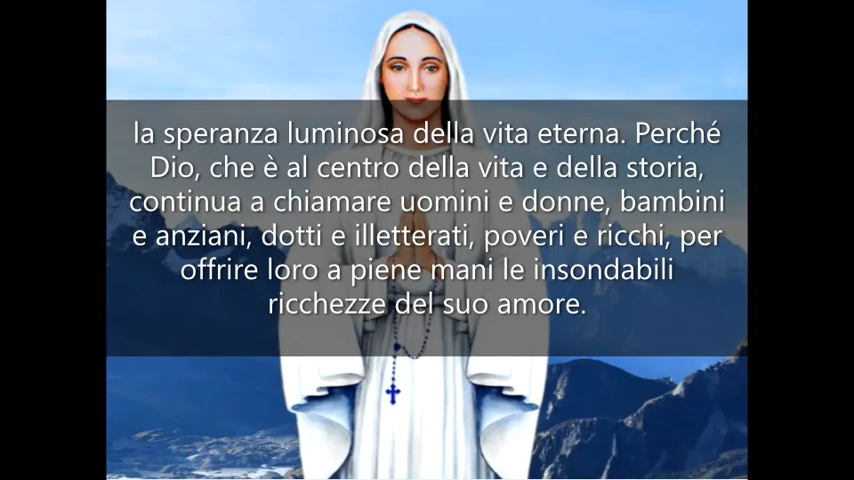 la speranza luminosa della vita eterna. Perché
Dio, che è al centro della vita e della storia,
continua a chiamare uomini e donne, bambini
e anziani, dotti e illetterati, poveri e ricchi, per
offrire loro a piene mani le insondabili
ricchezze del suo amore.